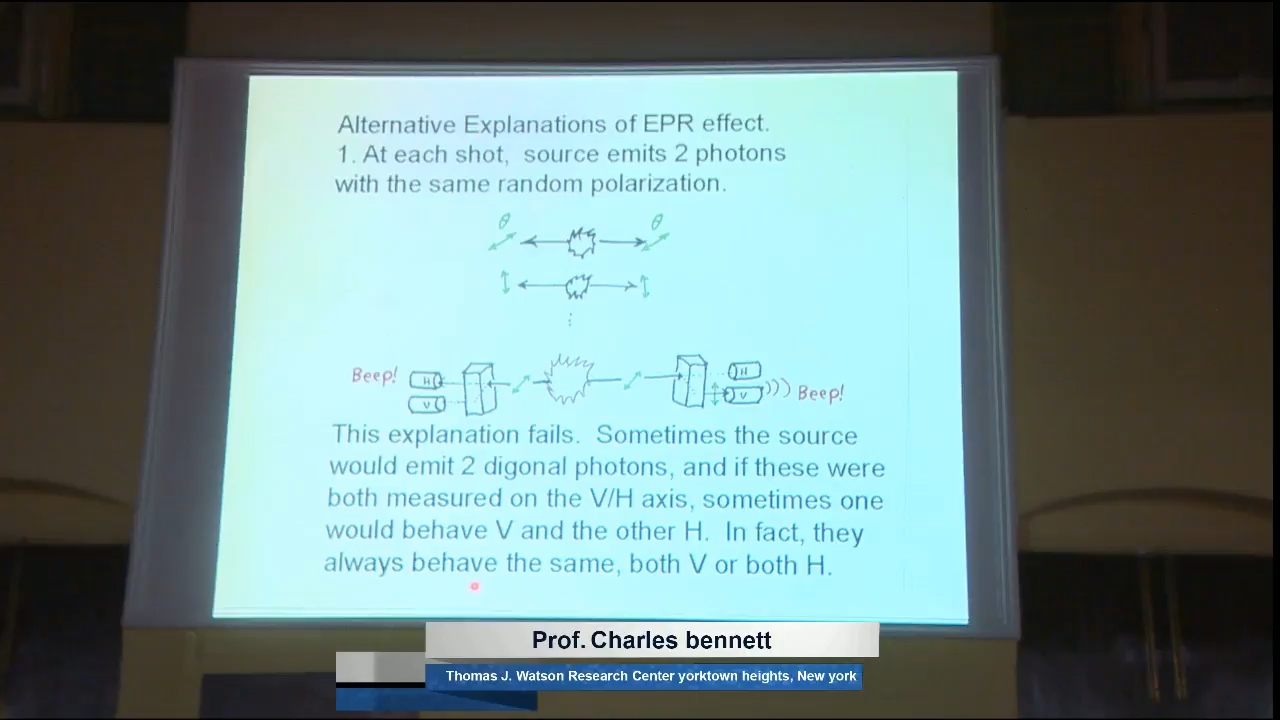 Alternative Explanations of EPR effect.
1. At each shot, source emits 2 photons
with the same random polarization.
θ θ
Beep! H H
V V Beep!
This explanation fails. Sometimes the source
would emit 2 digonal photons, and if these were
both measured on the V/H axis, sometimes one
would behave V and the other H. In fact, they
always behave the same, both V or both H.
Prof. Charles bennett
Thomas J. Watson Research Center yorktown heights, New york